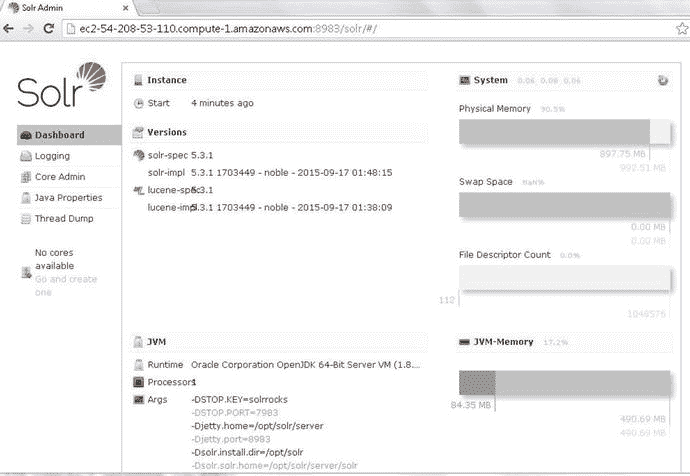 Solr Admin
ec2-54-208-53-110.compute-1.amazonaws.com:8983/solr/#/
Solr
Dashboard
Logging
Core Admin
Java Properties
Thread Dump
No cores
available
Go and create
one
Instance
Start 4 minutes ago
Versions
solr-spec 5.3.1
solr-impl 5.3.1 1703449 - noble - 2015-09-17 01:48:15
lucene-spec 5.3.1
lucene-impl 5.3.1 1703449 - noble - 2015-09-17 01:38:09
JVM
Runtime Oracle Corporation OpenJDK 64-Bit Server VM (1.8....
Processors 1
Args -DSTOP.KEY=solrrocks
-DSTOP.PORT=7983
-Djetty.home=/opt/solr/server
-Djetty.port=8983
-Dsolr.install.dir=/opt/solr
-Dsolr.solr.home=/opt/solr/server/solr
System 0.06 0.08 0.06
Physical Memory 90.5%
897.75 MB
992.51 MB
Swap Space NaN%
0.00 MB
0.00 MB
File Descriptor Count 0.0%
112
1048576
JVM-Memory 17.2%
84.35 MB
490.69 MB
490.69 MB